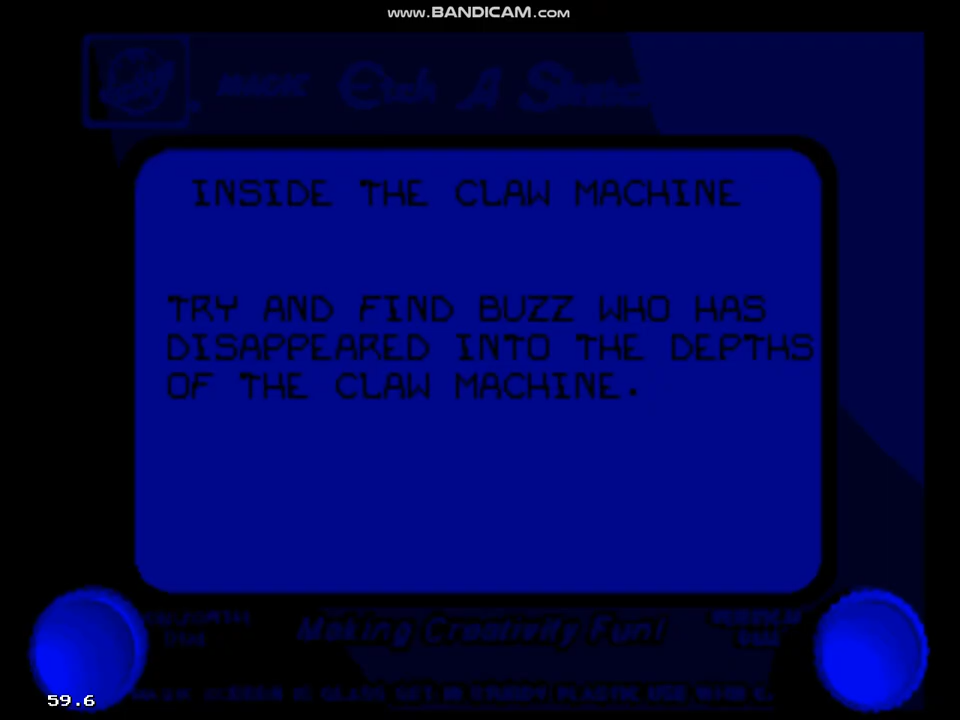 www.BANDICAM.com
MAGIC Etch A Sketch
INSIDE THE CLAW MACHINE
TRY AND FIND BUZZ WHO HAS
DISAPPEARED INTO THE DEPTHS
OF THE CLAW MACHINE.
Making Creativity Fun!
59.6